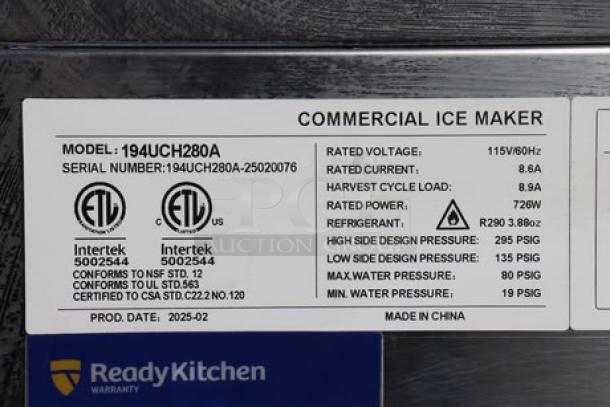 COMMERCIAL ICE MAKER
MODEL: 194UCH280A
SERIAL NUMBER:194UCH280A-25020076
ETL
C ETL US
Intertek Intertek
5002544 5002544
CONFORMS TO NSF STD. 12
CONFORMS TO UL STD.563
CERTIFIED TO CSA STD.C22.2 NO.120
RATED VOLTAGE: 115V/60Hz
RATED CURRENT: 8.6A
HARVEST CYCLE LOAD: 8.9A
RATED POWER: 726W
REFRIGERANT: R290 3.88oz
HIGH SIDE DESIGN PRESSURE: 295 PSIG
LOW SIDE DESIGN PRESSURE: 135 PSIG
MAX.WATER PRESSURE: 80 PSIG
MIN. WATER PRESSURE: 19 PSIG
PROD. DATE: 2025-02 MADE IN CHINA
PCI
AUCTION GROUP
ReadyKitchen
WARRANTY